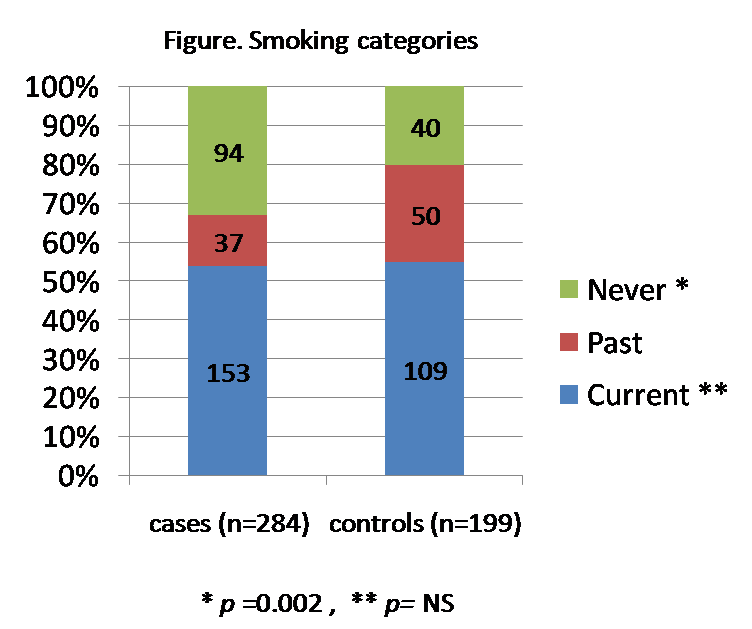 Figure. Smoking categories
100%
90%
80%
70%
60%
50%
40%
30%
20%
10%
0%
94
37
153
40
50
109
Never *
Past
Current **
cases (n=284) controls (n=199)
* p =0.002 , ** p= NS